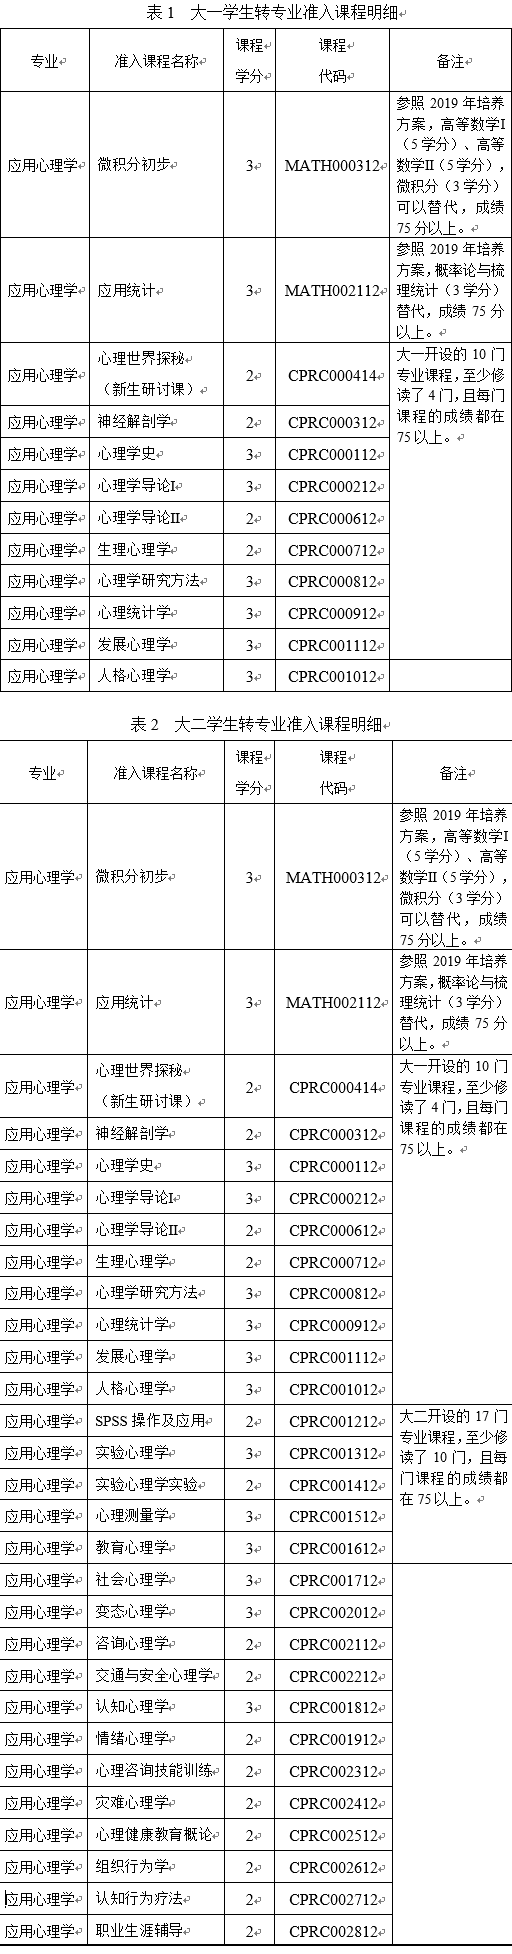 表 1 大一学生转专业准入课程明细
专业 准入课程名称 课程学分 课程代码 备注
应用心理学 微积分初步 3 MATH000312 参照 2019 年培养
方案，高等数学I
（5 学分）、高等
数学II（5 学分），
微积分（3 学分）
可以替代，成绩
75 分以上。
应用心理学 应用统计 3 MATH002112 参照 2019 年培养
方案，概率论与梳
理统计（3 学分）
替代，成绩 75 分
以上。
应用心理学 心理世界探秘
（新生研讨课） 2 CPRC000414 大一开设的 10 门
专业课程，至少修
读了 4 门，且每门
课程的成绩都在
75 以上。
应用心理学 神经解剖学 2 CPRC000312
应用心理学 心理学史 3 CPRC000112
应用心理学 心理学导论I 3 CPRC000212
应用心理学 心理学导论II 2 CPRC000612
应用心理学 生理心理学 2 CPRC000712
应用心理学 心理学研究方法 3 CPRC000812
应用心理学 心理统计学 3 CPRC000912
应用心理学 发展心理学 3 CPRC001112
应用心理学 人格心理学 3 CPRC001012
表 2 大二学生转专业准入课程明细
专业 准入课程名称 课程学分 课程代码 备注
应用心理学 微积分初步 3 MATH000312 参照 2019 年培养
方案，高等数学I
（5 学分）、高等
数学II（5 学分），
微积分（3 学分）
可以替代，成绩
75 分以上。
应用心理学 应用统计 3 MATH002112 参照 2019 年培养
方案，概率论与梳
理统计（3 学分）
替代，成绩 75 分
以上。
应用心理学 心理世界探秘
（新生研讨课） 2 CPRC000414 大一开设的 10 门
专业课程，至少修
读了 4 门，且每门
课程的成绩都在
75 以上。
应用心理学 神经解剖学 2 CPRC000312
应用心理学 心理学史 3 CPRC000112
应用心理学 心理学导论I 3 CPRC000212
应用心理学 心理学导论II 2 CPRC000612
应用心理学 生理心理学 2 CPRC000712
应用心理学 心理学研究方法 3 CPRC000812
应用心理学 心理统计学 3 CPRC000912
应用心理学 发展心理学 3 CPRC001112
应用心理学 人格心理学 3 CPRC001012
应用心理学 SPSS 操作及应用 2 CPRC001212 大二开设的 17 门
专业课程，至少修
读了 10 门，且每
门课程的成绩都
在 75 以上。
应用心理学 实验心理学 3 CPRC001312
应用心理学 实验心理学实验 2 CPRC001412
应用心理学 心理测量学 3 CPRC001512
应用心理学 教育心理学 3 CPRC001612
应用心理学 社会心理学 3 CPRC001712
应用心理学 变态心理学 3 CPRC002012
应用心理学 咨询心理学 2 CPRC002112
应用心理学 交通与安全心理学 2 CPRC002212
应用心理学 认知心理学 3 CPRC001812
应用心理学 情绪心理学 2 CPRC001912
应用心理学 心理咨询技能训练 2 CPRC002312
应用心理学 灾难心理学 2 CPRC002412
应用心理学 心理健康教育概论 2 CPRC002512
应用心理学 组织行为学 2 CPRC002612
应用心理学 认知行为疗法 2 CPRC002712
应用心理学 职业生涯辅导 2 CPRC002812